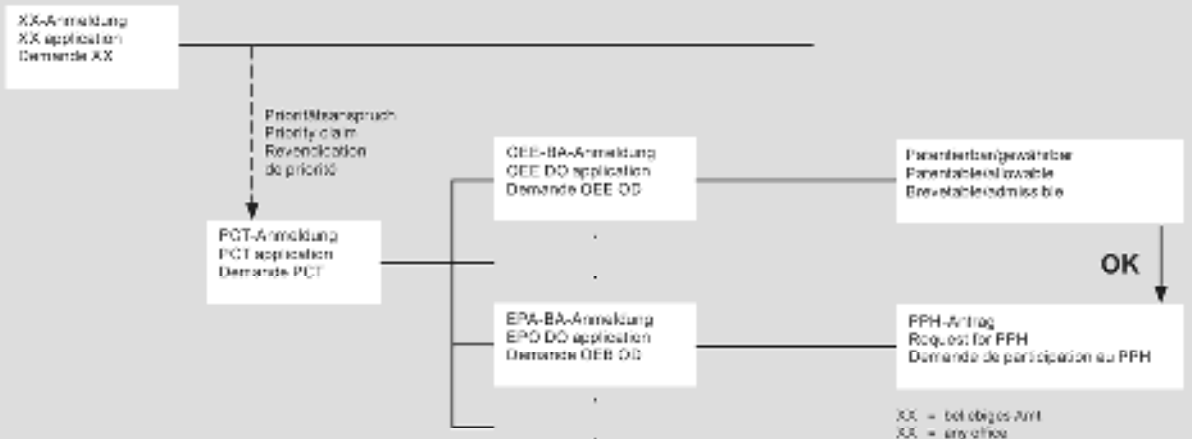 XX-Anmeldung
XX application
Demande XX
Prioritätsanspruch
Priority claim
Revendication
de priorité
OEE-BA-Anmeldung
OEE DO application
Demande OEE OD
Patentierbar/gewährbar
Patentable/allowable
Brevetable/admissible
PCT-Anmeldung
PCT application
Demande PCT
OK
EPA-BA-Anmeldung
EPO DO application
Demande OEB OD
PPH-Antrag
Request for PPH
Demande de participation au PPH
XX = beliebiges Amt
XX = any office